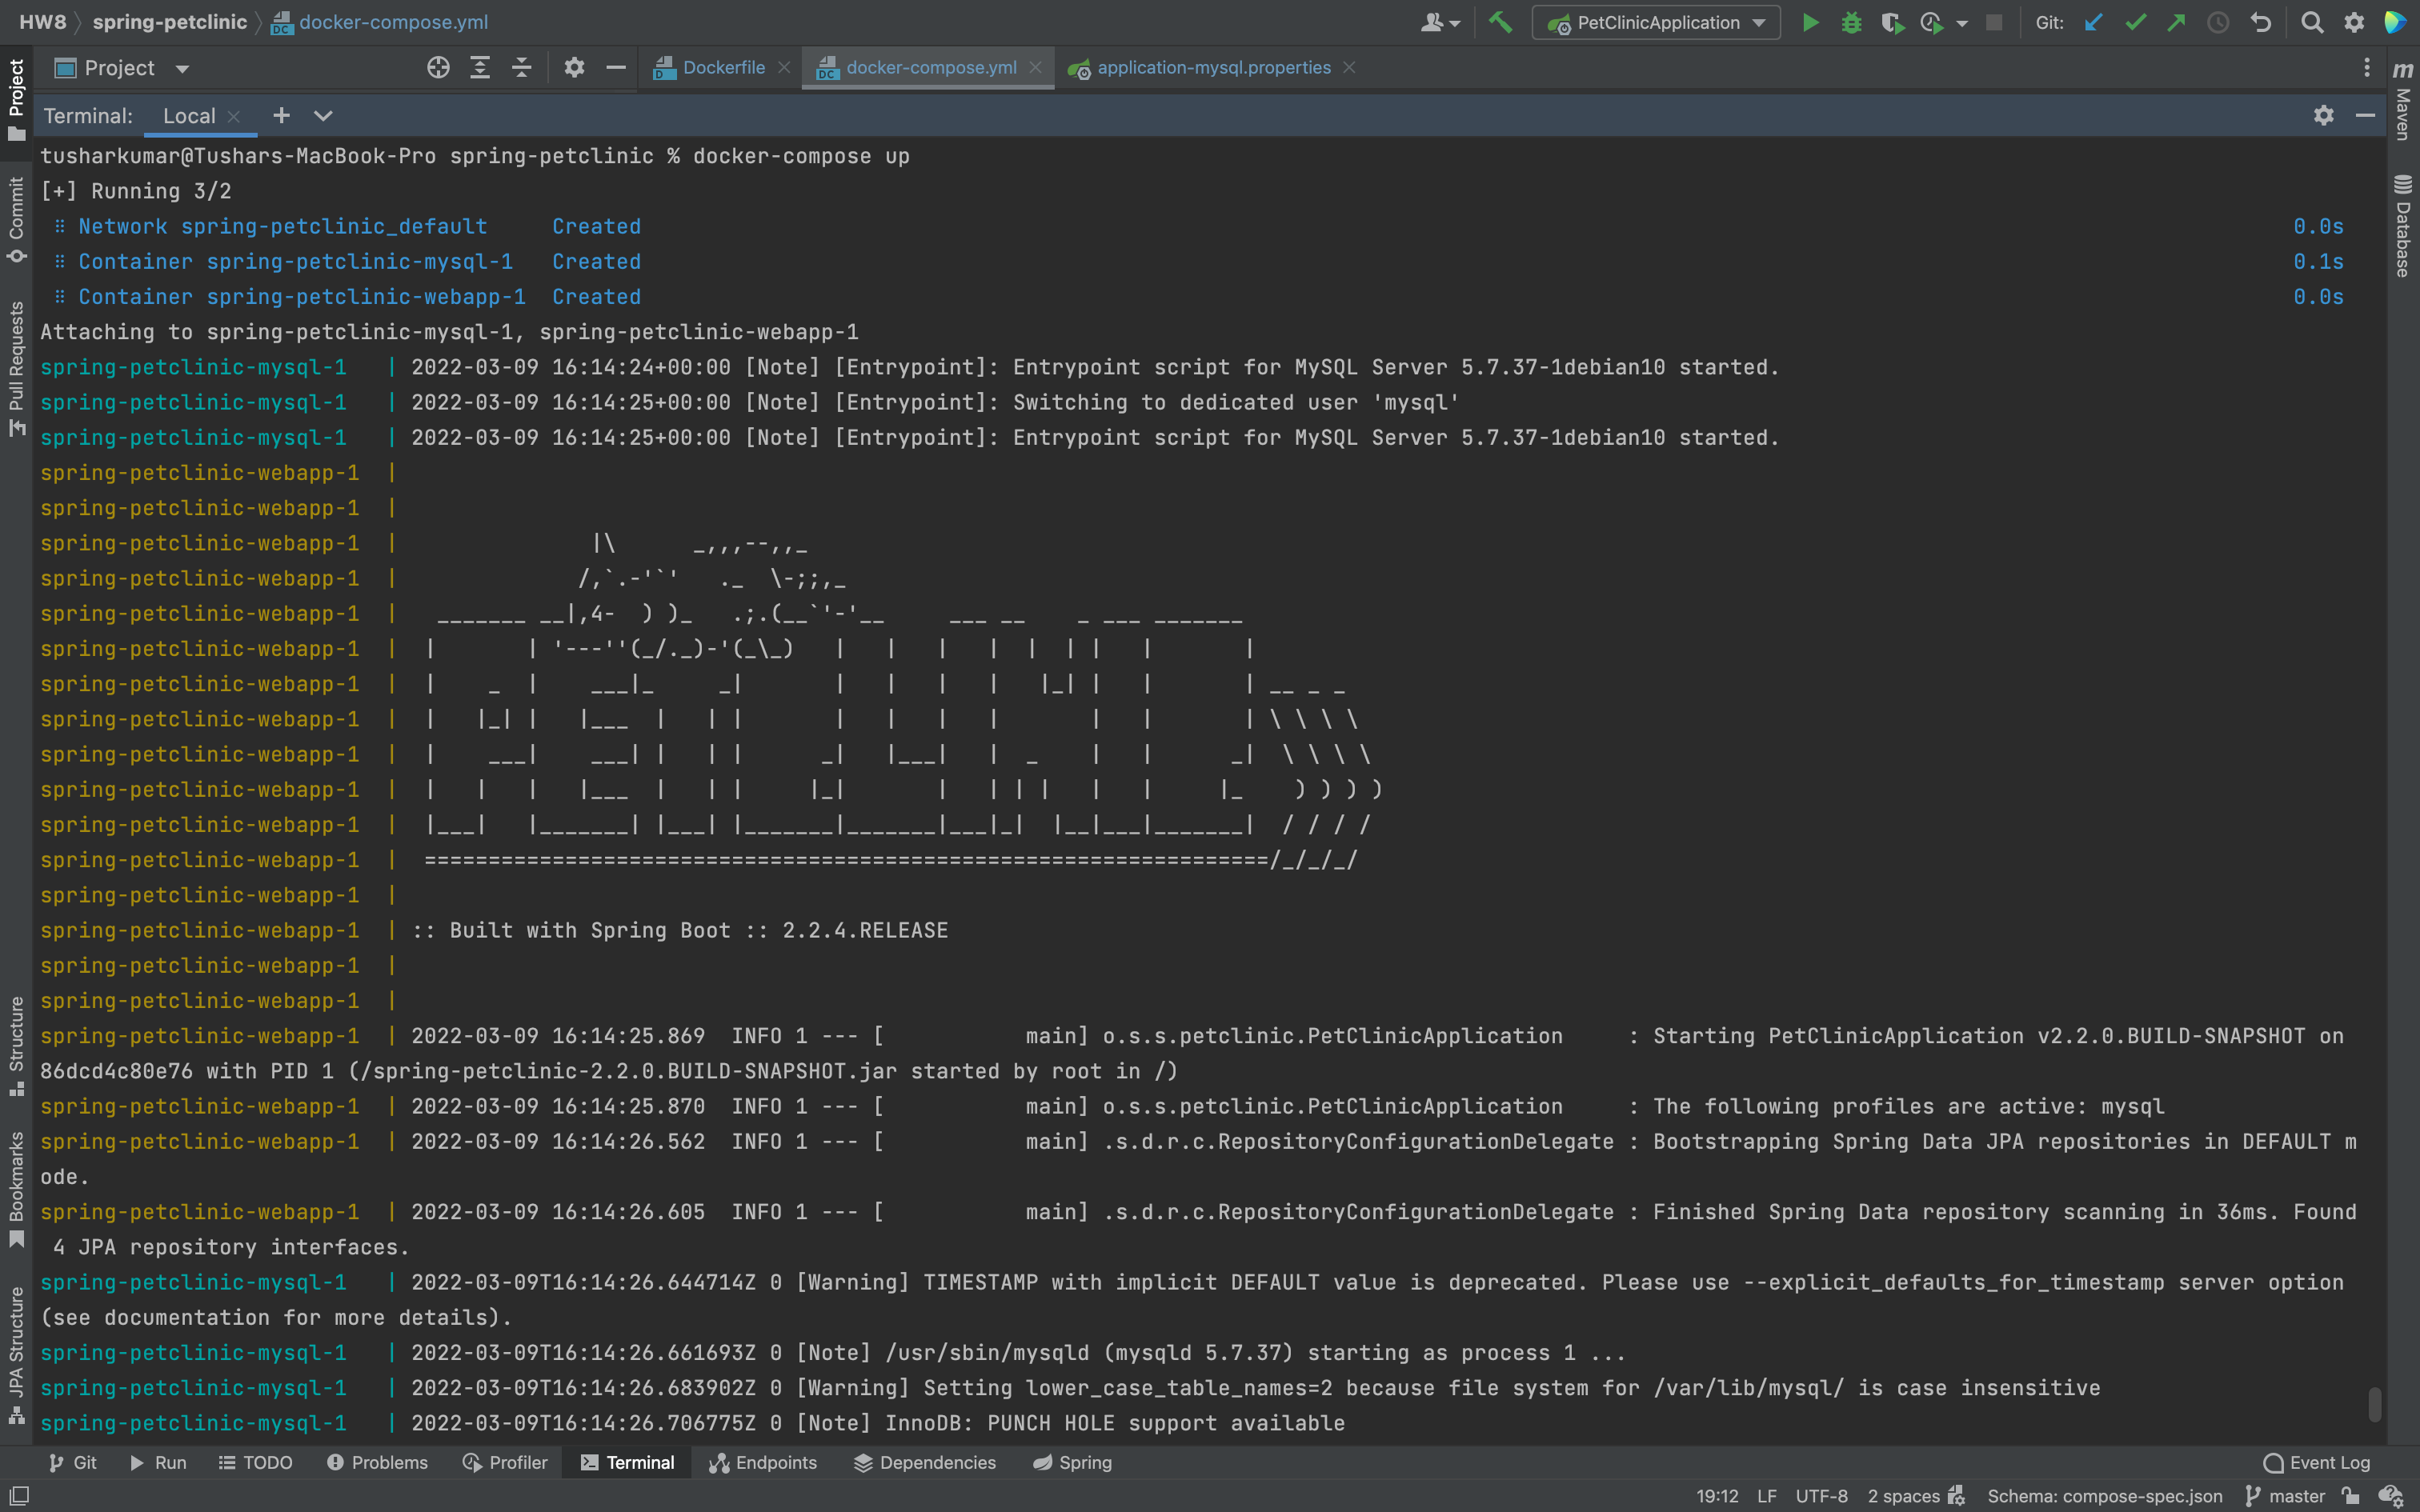 HW8 spring-petclinic docker-compose.yml PetClinicApplication Git:
Project Dockerfile docker-compose.yml application-mysql.properties
Terminal: Local
tusharkumar@Tushars-MacBook-Pro spring-petclinic % docker-compose up
[+] Running 3/2
⠿ Network spring-petclinic_default     Created 0.0s
⠿ Container spring-petclinic-mysql-1   Created 0.1s
⠿ Container spring-petclinic-webapp-1  Created 0.0s
Attaching to spring-petclinic-mysql-1, spring-petclinic-webapp-1
spring-petclinic-mysql-1   | 2022-03-09 16:14:24+00:00 [Note] [Entrypoint]: Entrypoint script for MySQL Server 5.7.37-1debian10 started.
spring-petclinic-mysql-1   | 2022-03-09 16:14:25+00:00 [Note] [Entrypoint]: Switching to dedicated user 'mysql'
spring-petclinic-mysql-1   | 2022-03-09 16:14:25+00:00 [Note] [Entrypoint]: Entrypoint script for MySQL Server 5.7.37-1debian10 started.
spring-petclinic-webapp-1  |
spring-petclinic-webapp-1  |
spring-petclinic-webapp-1  |               |\      _,,,--,,_
spring-petclinic-webapp-1  |              /,`.-'`'   ._  \-;;,_
spring-petclinic-webapp-1  |   _______ __|,4-  ) )_   .;.(__`'-'__     ___ __    _ ___ _______
spring-petclinic-webapp-1  |  |       | '---''(_/._)-'(_\_)   |   |   |   |  |  | |   |       |
spring-petclinic-webapp-1  |  |    _  |    ___|_     _|       |   |   |   |   |_| |   |       | __ _ _
spring-petclinic-webapp-1  |  |   |_| |   |___  |   | |       |   |   |   |       |   |       | \ \ \ \
spring-petclinic-webapp-1  |  |    ___|    ___| |   | |      _|   |___|   |  _    |   |      _|  \ \ \ \
spring-petclinic-webapp-1  |  |   |   |   |___  |   | |     |_|       |   | | |   |   |     |_    ) ) ) )
spring-petclinic-webapp-1  |  |___|   |_______| |___| |_______|_______|___|_|  |__|___|_______|  / / / /
spring-petclinic-webapp-1  |  ==================================================================/_/_/_/
spring-petclinic-webapp-1  |
spring-petclinic-webapp-1  | :: Built with Spring Boot :: 2.2.4.RELEASE
spring-petclinic-webapp-1  |
spring-petclinic-webapp-1  |
spring-petclinic-webapp-1  | 2022-03-09 16:14:25.869  INFO 1 --- [           main] o.s.s.petclinic.PetClinicApplication     : Starting PetClinicApplication v2.2.0.BUILD-SNAPSHOT on
86dcd4c80e76 with PID 1 (/spring-petclinic-2.2.0.BUILD-SNAPSHOT.jar started by root in /)
spring-petclinic-webapp-1  | 2022-03-09 16:14:25.870  INFO 1 --- [           main] o.s.s.petclinic.PetClinicApplication     : The following profiles are active: mysql
spring-petclinic-webapp-1  | 2022-03-09 16:14:26.562  INFO 1 --- [           main] .s.d.r.c.RepositoryConfigurationDelegate : Bootstrapping Spring Data JPA repositories in DEFAULT m
ode.
spring-petclinic-webapp-1  | 2022-03-09 16:14:26.605  INFO 1 --- [           main] .s.d.r.c.RepositoryConfigurationDelegate : Finished Spring Data repository scanning in 36ms. Found
4 JPA repository interfaces.
spring-petclinic-mysql-1   | 2022-03-09T16:14:26.644714Z 0 [Warning] TIMESTAMP with implicit DEFAULT value is deprecated. Please use --explicit_defaults_for_timestamp server option
(see documentation for more details).
spring-petclinic-mysql-1   | 2022-03-09T16:14:26.661693Z 0 [Note] /usr/sbin/mysqld (mysqld 5.7.37) starting as process 1 ...
spring-petclinic-mysql-1   | 2022-03-09T16:14:26.683902Z 0 [Warning] Setting lower_case_table_names=2 because file system for /var/lib/mysql/ is case insensitive
spring-petclinic-mysql-1   | 2022-03-09T16:14:26.706775Z 0 [Note] InnoDB: PUNCH HOLE support available
Project
Commit
Pull Requests
Structure
Bookmarks
JPA Structure
m
Maven
Database
Git Run TODO Problems Profiler Terminal Endpoints Dependencies Spring Event Log
19:12 LF UTF-8 2 spaces Schema: compose-spec.json master